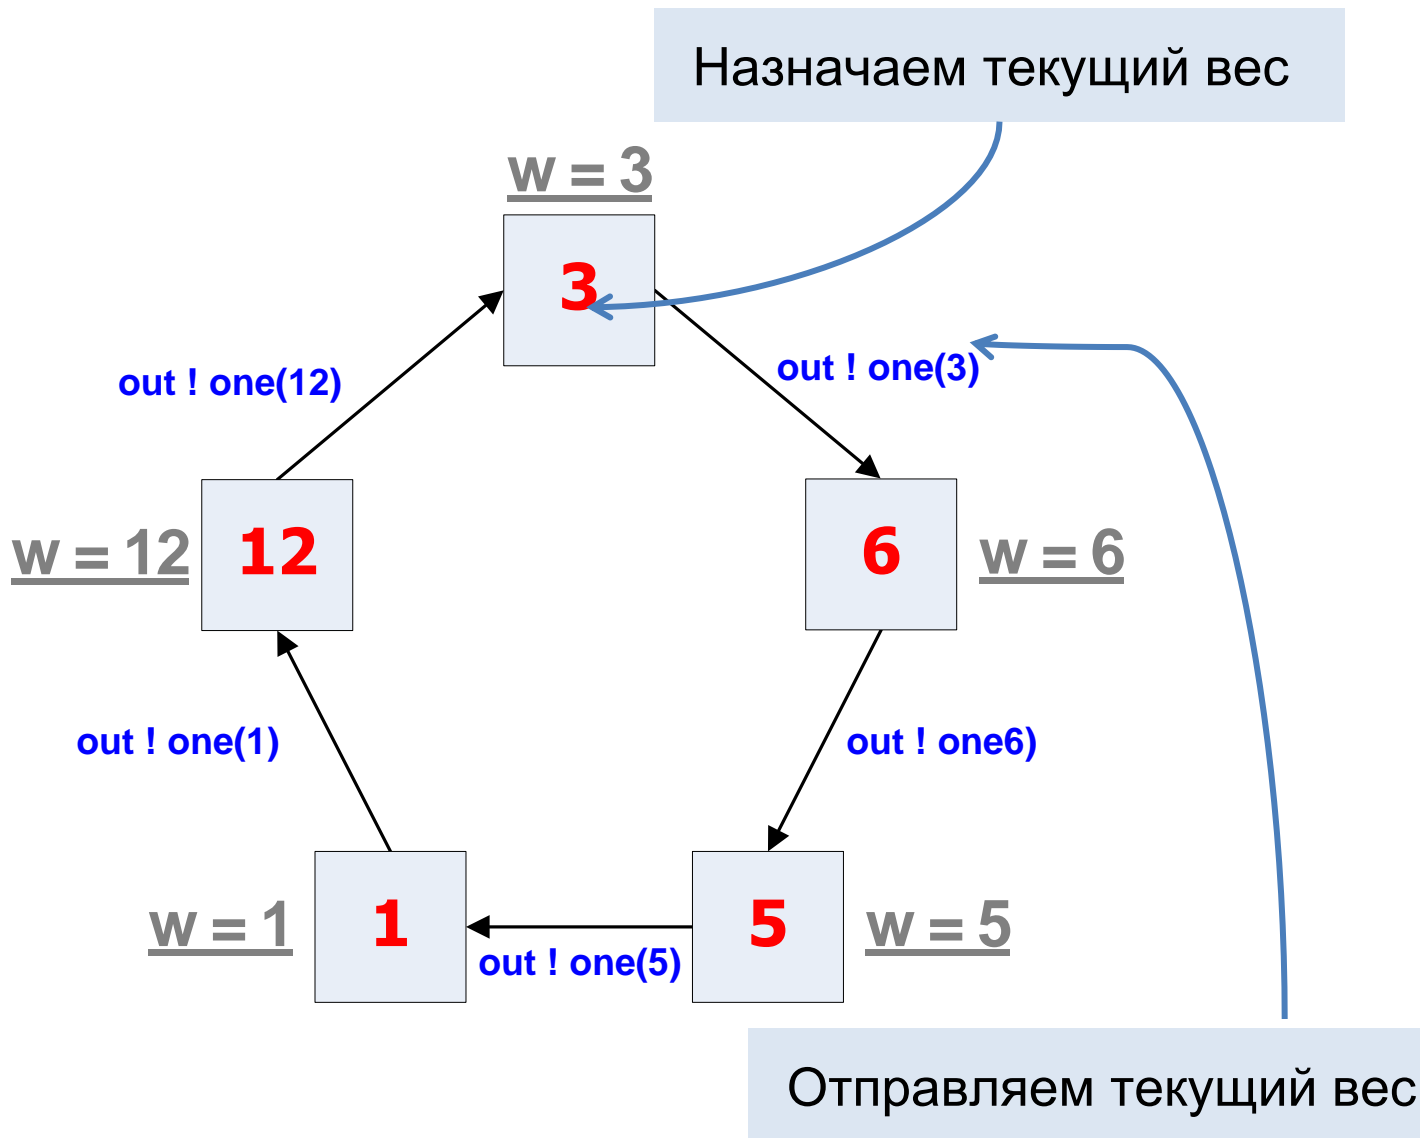 Назначаем текущий вес
w = 3
3
out ! one(12)
out ! one(3)
w = 12
12
6
w = 6
out ! one(1)
out ! one6)
w = 1
1
5
w = 5
out ! one(5)
Отправляем текущий вес